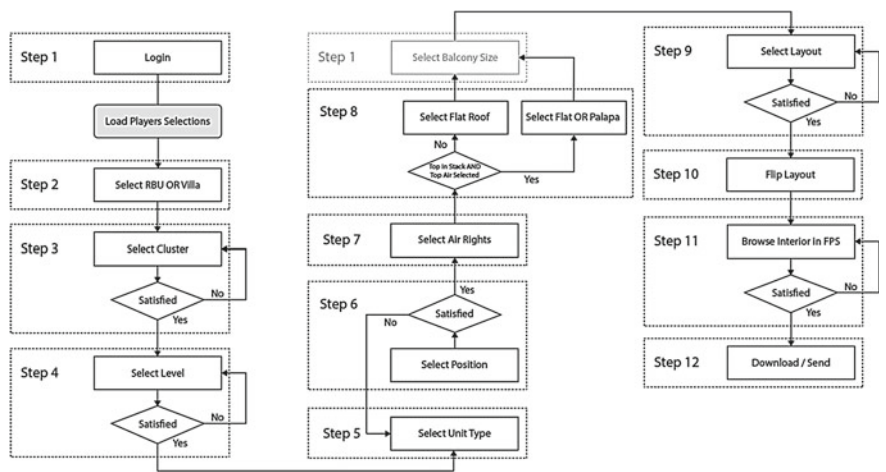 Step 1
Login
Load Players Selections
Step 2
Select RBU OR Villa
Step 3
Select Cluster
Satisfied
No
Yes
Step 4
Select Level
Satisfied
No
Yes
Step 1
Select Balcony Size
Step 8
Select Flat Roof
Select Flat OR Palapa
No
Top In Stack AND
Top Air Selected
Yes
Step 7
Select Air Rights
Yes
Step 6
Satisfied
No
Select Position
Step 5
Select Unit Type
Step 9
Select Layout
Satisfied
No
Yes
Step 10
Flip Layout
Step 11
Browse Interior In FPS
Satisfied
No
Yes
Step 12
Download / Send